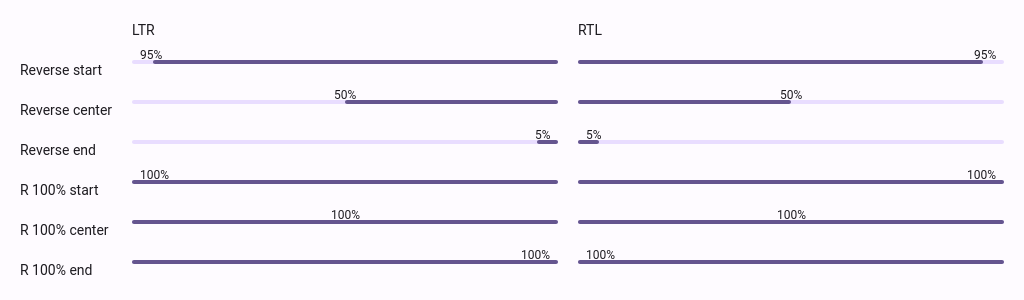 LTR RTL
Reverse start 95% 95%
Reverse center 50% 50%
Reverse end 5% 5%
R 100% start 100% 100%
R 100% center 100% 100%
R 100% end 100% 100%